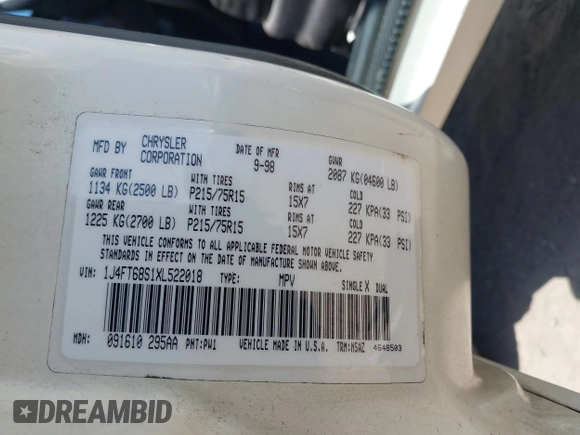 MFD BY CHRYSLER CORPORATION DATE OF MFR 9-98 GVWR 2087 KG(04600 LB)
GAWR FRONT WITH TIRES RIMS AT COLD
1134 KG(2500 LB) P215/75R15 15X7 227 KPA(33 PSI)
GAWR REAR WITH TIRES RIMS AT COLD
1225 KG(2700 LB) P215/75R15 15X7 227 KPA(33 PSI)
THIS VEHICLE CONFORMS TO ALL APPLICABLE FEDERAL MOTOR VEHICLE SAFETY
STANDARDS IN EFFECT ON THE DATE OF MANUFACTURE SHOWN ABOVE.
VIN: 1J4FT68S1XL522018 TYPE: MPV SINGLE X DUAL
MDH: 091610 295AA PNT: PW1 VEHICLE MADE IN U.S.A. TRM: M5AZ 4648503
DREAMBID